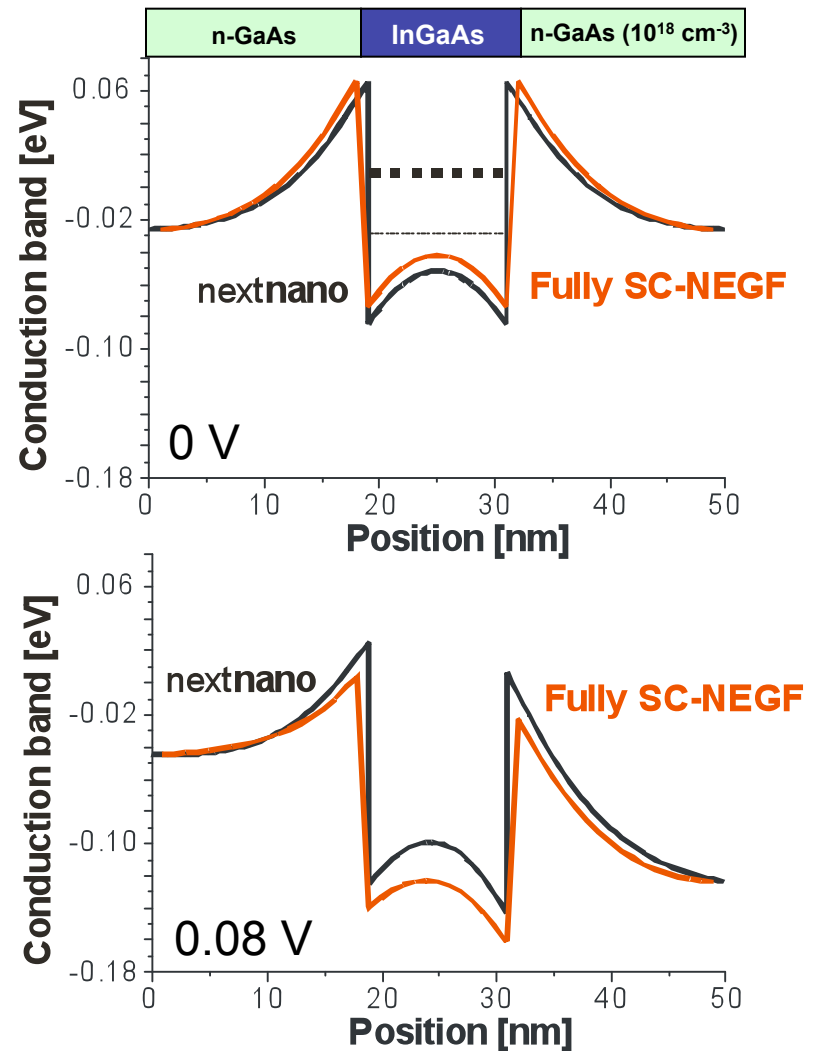 n-GaAs InGaAs n-GaAs (10¹⁸ cm⁻³)
Conduction band [eV]
0.06
-0.02
-0.10
-0.18
nextnano Fully SC-NEGF
0 V
0 10 20 30 40 50
Position [nm]
Conduction band [eV]
0.06
-0.02
-0.10
-0.18
nextnano
Fully SC-NEGF
0.08 V
0 10 20 30 40 50
Position [nm]